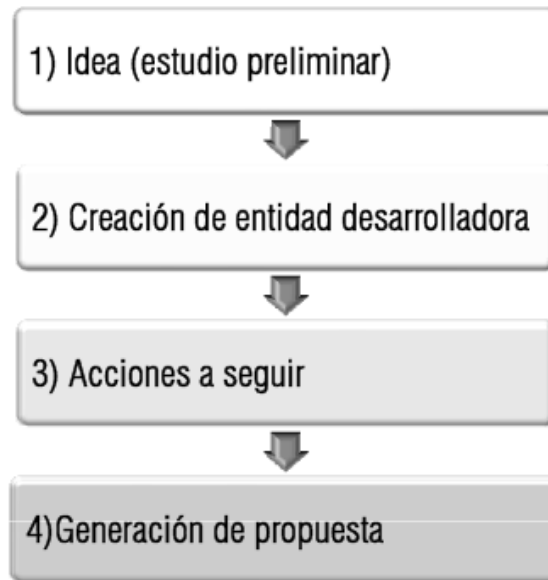 1) Idea (estudio preliminar)
2) Creación de entidad desarrolladora
3) Acciones a seguir
4)Generación de propuesta